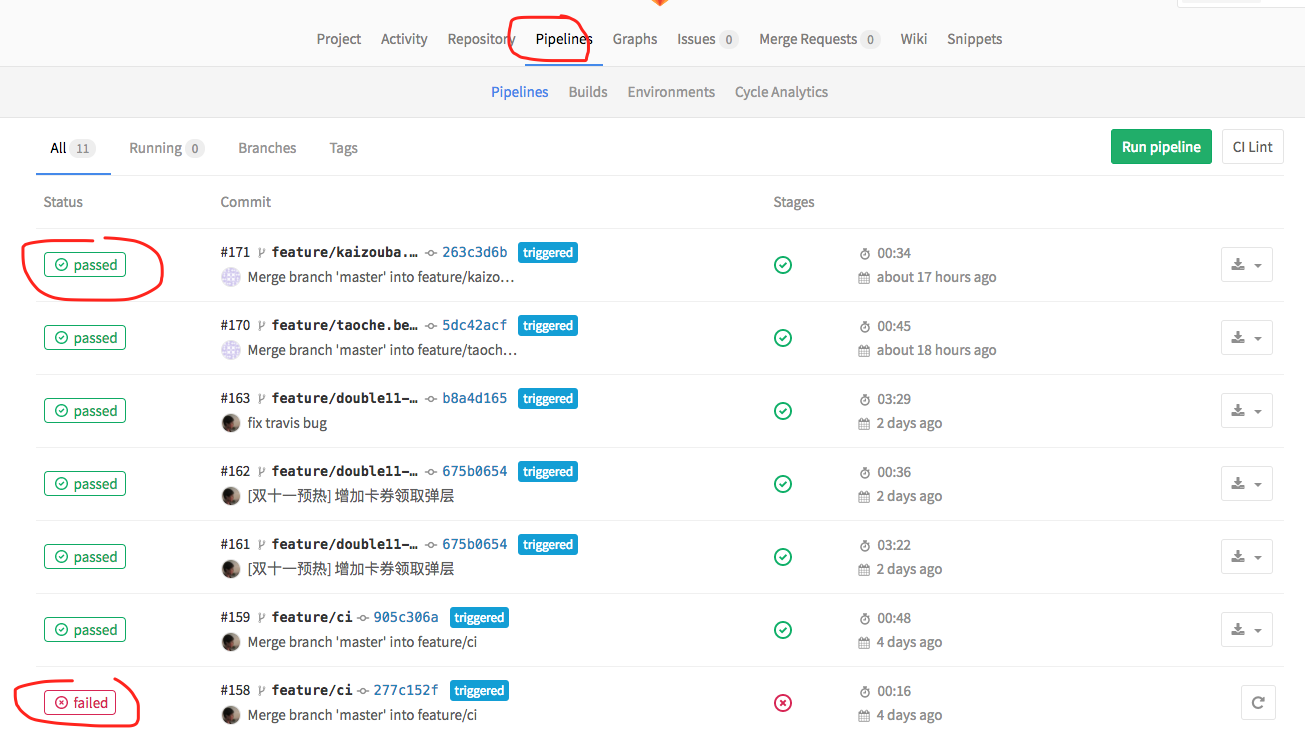 Project Activity Repository Pipelines Graphs Issues 0 Merge Requests 0 Wiki Snippets
Pipelines Builds Environments Cycle Analytics
All 11 Running 0 Branches Tags Run pipeline CI Lint
Status Commit Stages
passed #171 feature/kaizouba.… 263c3d6b triggered 00:34
Merge branch 'master' into feature/kaizo… about 17 hours ago
passed #170 feature/taoche.be… 5dc42acf triggered 00:45
Merge branch 'master' into feature/taoch… about 18 hours ago
passed #163 feature/double11-… b8a4d165 triggered 03:29
fix travis bug 2 days ago
passed #162 feature/double11-… 675b0654 triggered 00:36
[双十一预热] 增加卡券领取弹层 2 days ago
passed #161 feature/double11-… 675b0654 triggered 03:22
[双十一预热] 增加卡券领取弹层 2 days ago
passed #159 feature/ci 905c306a triggered 00:48
Merge branch 'master' into feature/ci 4 days ago
failed #158 feature/ci 277c152f triggered 00:16
Merge branch 'master' into feature/ci 4 days ago